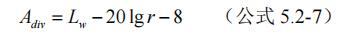 A_div = L_w − 20 lg r − 8 （公式 5.2-7）